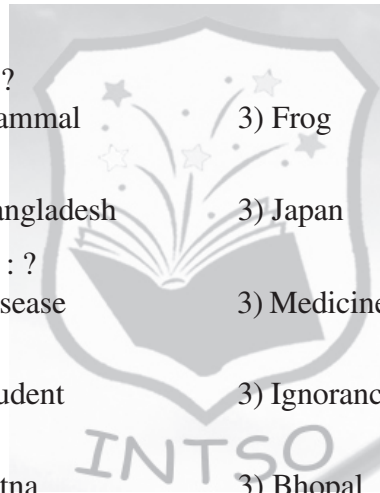 ?
ammal 3) Frog
angladesh 3) Japan
: ?
sease 3) Medicine
udent 3) Ignoranc
tna 3) Bhopal
INTSO